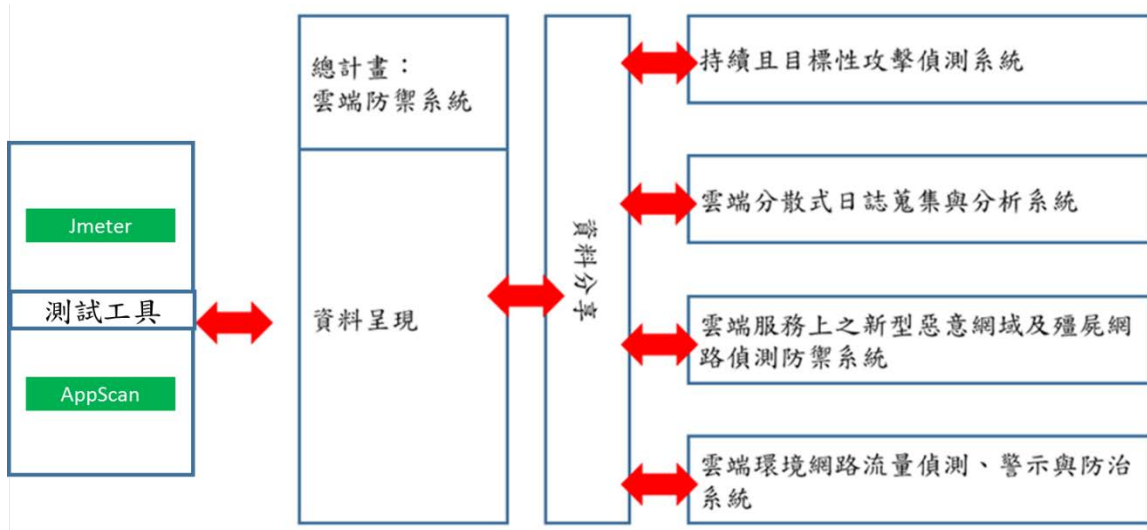 Jmeter
測試工具
AppScan
總計畫：
雲端防禦系統
資料呈現
資料分享
持續且目標性攻擊偵測系統
雲端分散式日誌蒐集與分析系統
雲端服務上之新型惡意網域及殭屍網
路偵測防禦系統
雲端環境網路流量偵測、警示與防治
系統